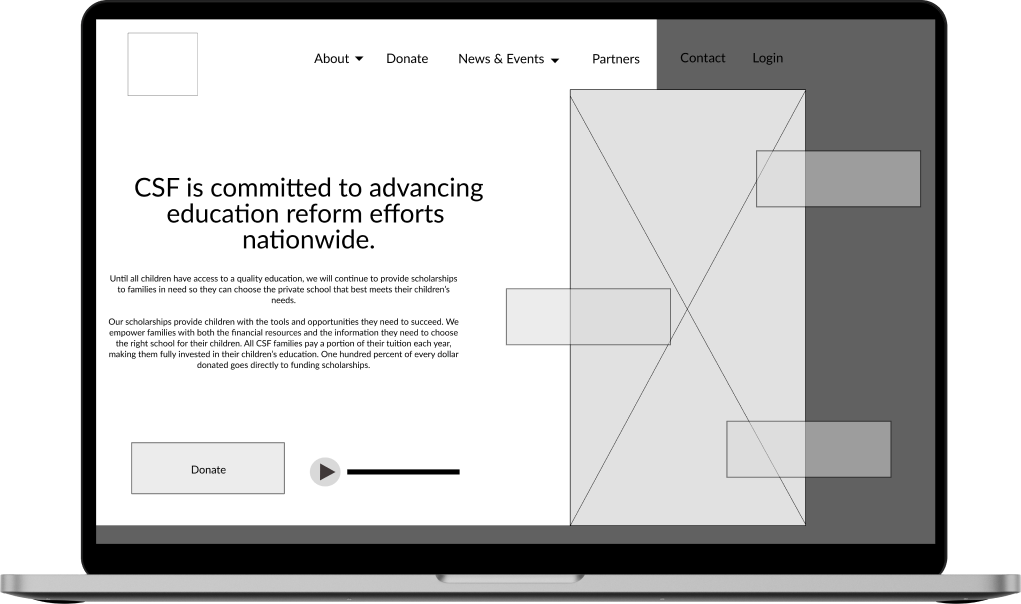 About Donate News & Events Partners Contact Login
CSF is committed to advancing
education reform efforts
nationwide.
Until all children have access to a quality education, we will continue to provide scholarships
to families in need so they can choose the private school that best meets their children's
needs.
Our scholarships provide children with the tools and opportunities they need to succeed. We
empower families with both the financial resources and the information they need to choose
the right school for their children. All CSF families pay a portion of their tuition each year,
making them fully invested in their children's education. One hundred percent of every dollar
donated goes directly to funding scholarships.
Donate